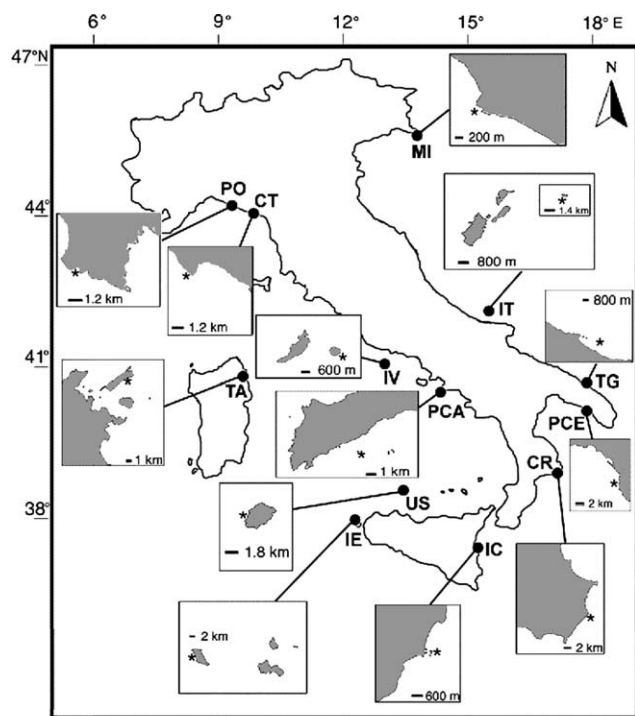 6° 9° 12° 15° 18° E
47°N
N
200 m
MI
PO
CT
44°
1.4 km
800 m
1.2 km
1.2 km
IT
800 m
600 m
IV
41°
TA
TG
PCA
PCE
1 km
1 km
CR
2 km
38°
US
1.8 km
IE
IC
2 km
2 km
600 m